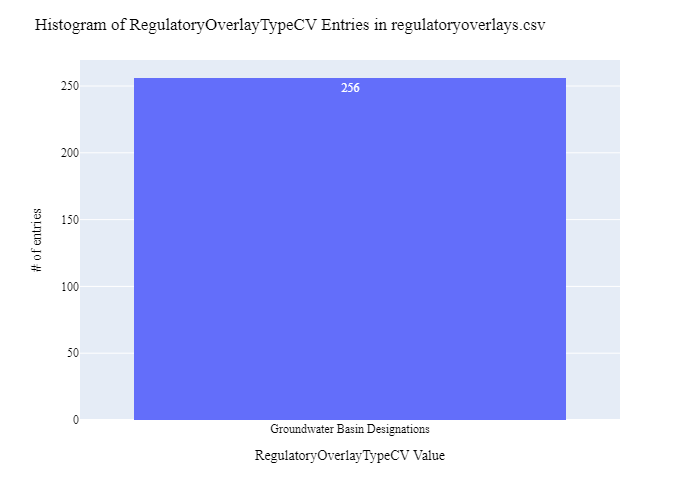 Histogram of RegulatoryOverlayTypeCV Entries in regulatoryoverlays.csv
250
256
200
150
# of entries
100
50
0
Groundwater Basin Designations
RegulatoryOverlayTypeCV Value